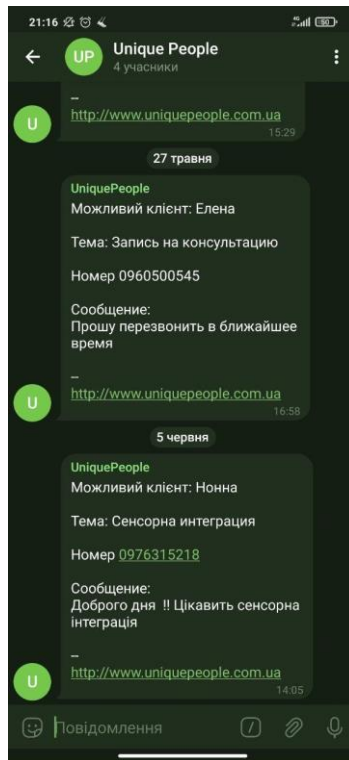 21:16
4G
60
UP
Unique People
4 учасники
--
http://www.uniquepeople.com.ua
15:29
U
27 травня
UniquePeople
Можливий клієнт: Елена
Тема: Запись на консультацию
Номер 0960500545
Сообщение:
Прошу перезвонить в ближайшее
время
--
http://www.uniquepeople.com.ua
16:58
U
5 червня
UniquePeople
Можливий клієнт: Нонна
Тема: Сенсорна интеграция
Номер 0976315218
Сообщение:
Доброго дня !! Цікавить сенсорна
інтеграція
--
http://www.uniquepeople.com.ua
14:05
U
Повідомлення